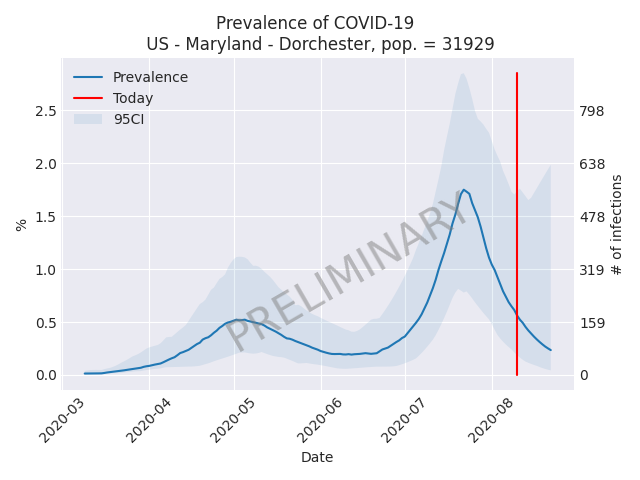 Prevalence of COVID-19
US - Maryland - Dorchester, pop. = 31929
Prevalence
Today
95CI
2.5
2.0
1.5
1.0
0.5
0.0
%
798
638
478
319
159
0
# of infections
PRELIMINARY
2020-03
2020-04
2020-05
2020-06
2020-07
2020-08
Date